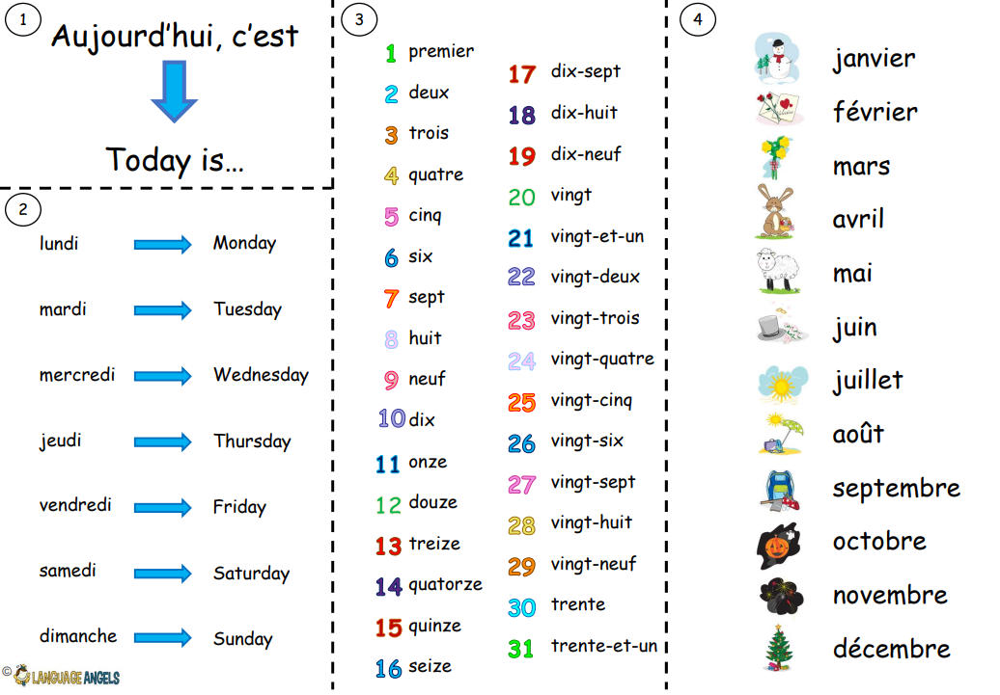 1
Aujourd'hui, c'est
Today is…
2
lundi Monday
mardi Tuesday
mercredi Wednesday
jeudi Thursday
vendredi Friday
samedi Saturday
dimanche Sunday
© LANGUAGE ANGELS
3
1 premier
2 deux
3 trois
4 quatre
5 cinq
6 six
7 sept
8 huit
9 neuf
10 dix
11 onze
12 douze
13 treize
14 quatorze
15 quinze
16 seize
17 dix-sept
18 dix-huit
19 dix-neuf
20 vingt
21 vingt-et-un
22 vingt-deux
23 vingt-trois
24 vingt-quatre
25 vingt-cinq
26 vingt-six
27 vingt-sept
28 vingt-huit
29 vingt-neuf
30 trente
31 trente-et-un
4
janvier
février
mars
avril
mai
juin
juillet
août
septembre
octobre
novembre
décembre